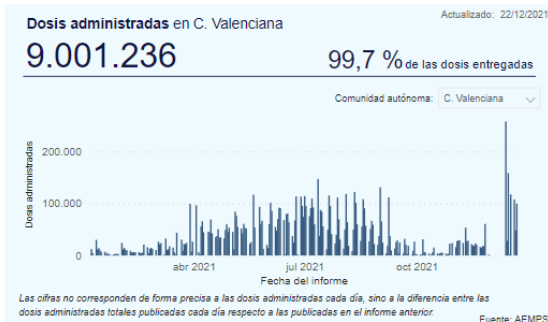 Actualizado: 22/12/2021
Dosis administradas en C. Valenciana
9.001.236
99,7 % de las dosis entregadas
Comunidad autónoma: C. Valenciana
Dosis administradas
200.000
100.000
0
abr 2021 jul 2021 oct 2021
Fecha del informe
Las cifras no corresponden de forma precisa a las dosis administradas cada día, sino a la diferencia entre las
dosis administradas totales publicadas cada día respecto a las publicadas en el informe anterior.
Fuente: AEMPS